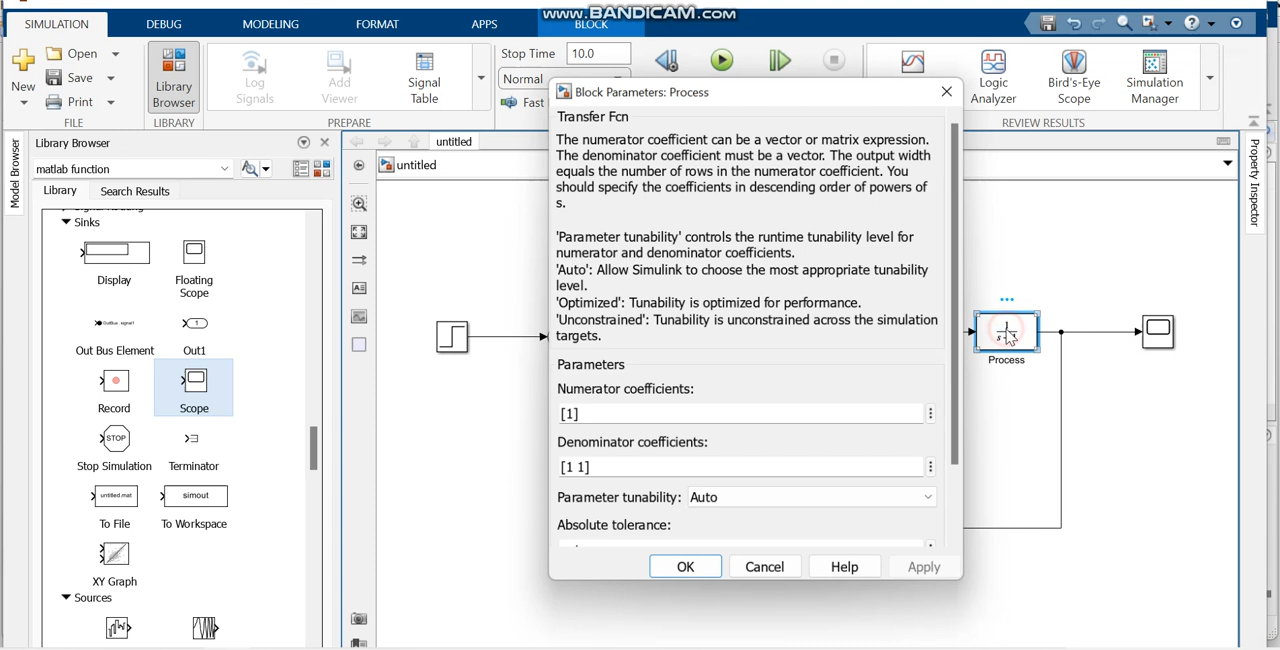 www.BANDICAM.com
SIMULATION DEBUG MODELING FORMAT APPS BLOCK
New
Open
Save
Print
FILE
Library
Browser
LIBRARY
Log
Signals
Add
Viewer
Signal
Table
PREPARE
Stop Time 10.0
Normal
Fast
Logic
Analyzer
Bird's-Eye
Scope
Simulation
Manager
REVIEW RESULTS
Model Browser
Library Browser
matlab function
Library Search Results
Sinks
Display
Floating
Scope
Out Bus Element
1
Out1
Record
Scope
STOP
Stop Simulation
Terminator
untitled.mat
To File
simout
To Workspace
XY Graph
Sources
untitled
untitled
Property Inspector
Block Parameters: Process
Transfer Fcn
The numerator coefficient can be a vector or matrix expression.
The denominator coefficient must be a vector. The output width
equals the number of rows in the numerator coefficient. You
should specify the coefficients in descending order of powers of
s.
'Parameter tunability' controls the runtime tunability level for
numerator and denominator coefficients.
'Auto': Allow Simulink to choose the most appropriate tunability
level.
'Optimized': Tunability is optimized for performance.
'Unconstrained': Tunability is unconstrained across the simulation
targets.
Parameters
Numerator coefficients:
[1]
Denominator coefficients:
[1 1]
Parameter tunability: Auto
Absolute tolerance:
OK Cancel Help Apply
Process